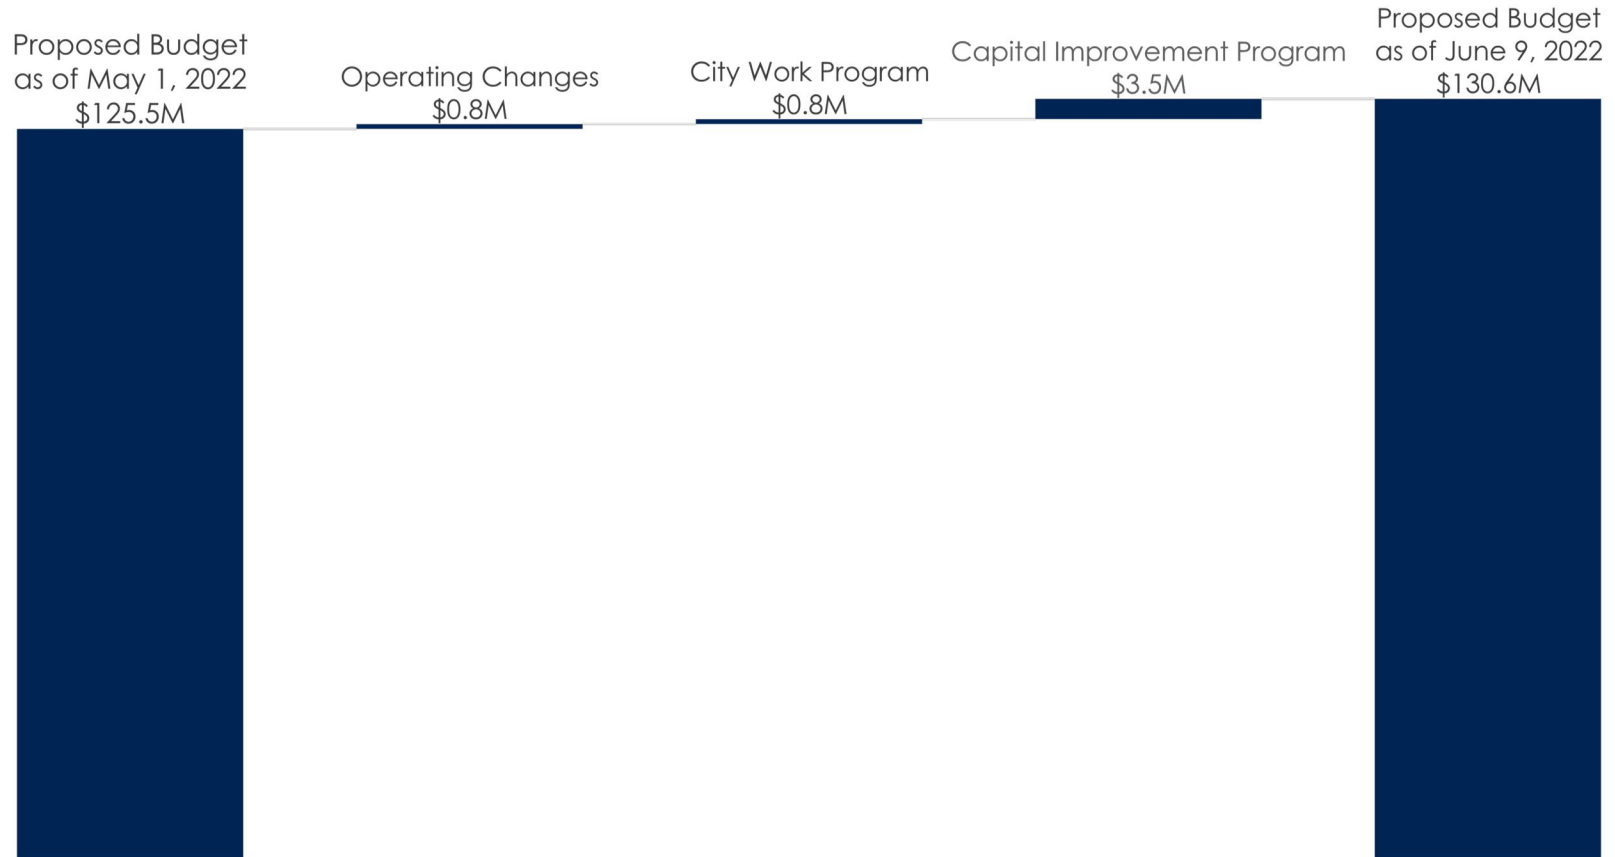 Proposed Budget
as of May 1, 2022
$125.5M
Operating Changes
$0.8M
City Work Program
$0.8M
Capital Improvement Program
$3.5M
Proposed Budget
as of June 9, 2022
$130.6M